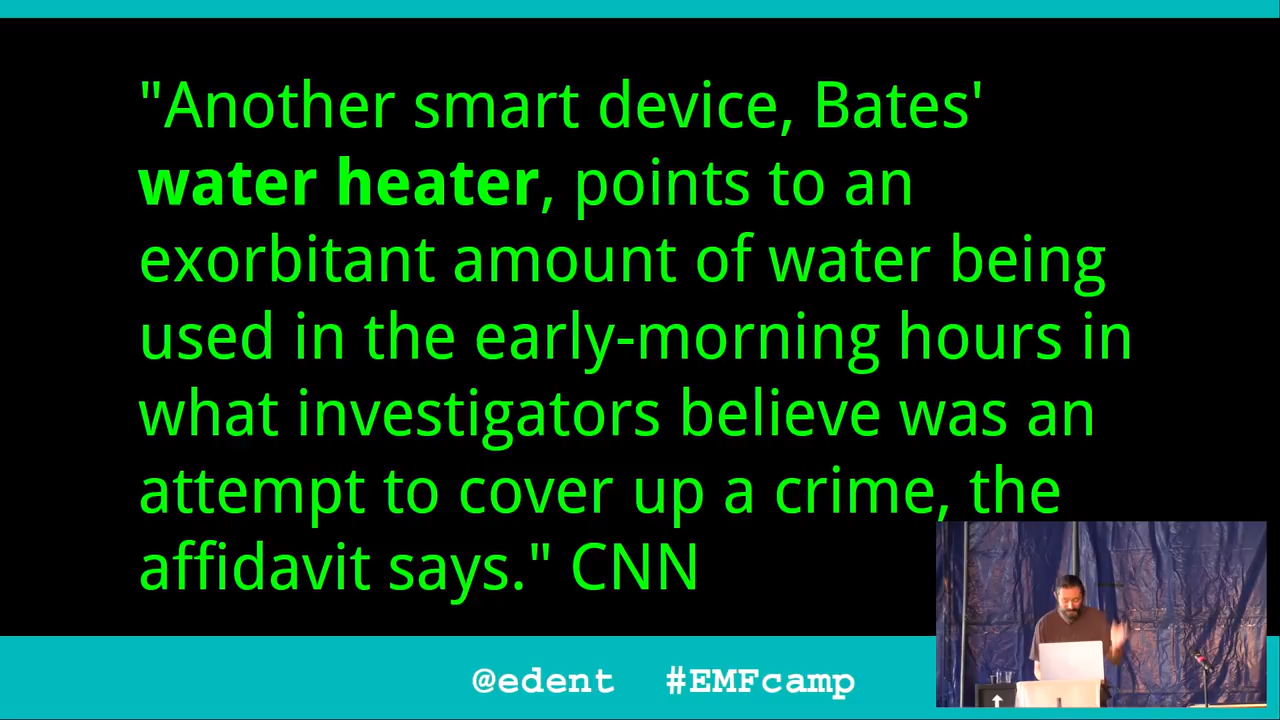 "Another smart device, Bates'
water heater, points to an
exorbitant amount of water being
used in the early-morning hours in
what investigators believe was an
attempt to cover up a crime, the
affidavit says." CNN
@edent #EMFcamp